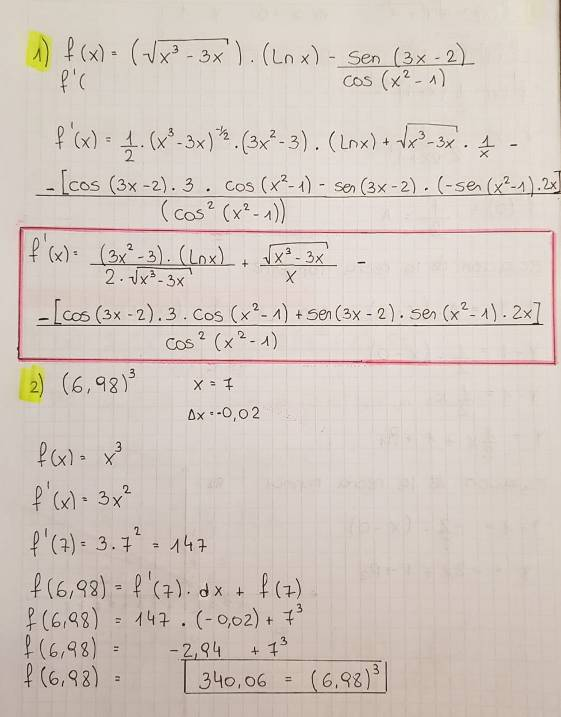 1) f(x) = (√(x³ - 3x)) . (Ln x) - sen (3x - 2) / cos (x² - 1)
f'(
f'(x) = 1/2 . (x³ - 3x)^(-1/2) . (3x² - 3) . (Ln x) + √(x³ - 3x) . 1/x -
- [cos (3x - 2) . 3 . cos (x² - 1) - sen (3x - 2) . (-sen (x² - 1) . 2x]
(cos² (x² - 1))
f'(x) = (3x² - 3) . (Ln x) / 2 . √(x³ - 3x) + √(x³ - 3x) / x -
- [cos (3x - 2) . 3 . cos (x² - 1) + sen (3x - 2) . sen (x² - 1) . 2x]
cos² (x² - 1)
2) (6,98)³ x = 7
Δx = -0,02
f(x) = x³
f'(x) = 3x²
f'(7) = 3 . 7² = 147
f(6,98) = f'(7) . dx + f(7)
f(6,98) = 147 . (-0,02) + 7³
f(6,98) = -2,94 + 7³
f(6,98) = 340,06 = (6,98)³